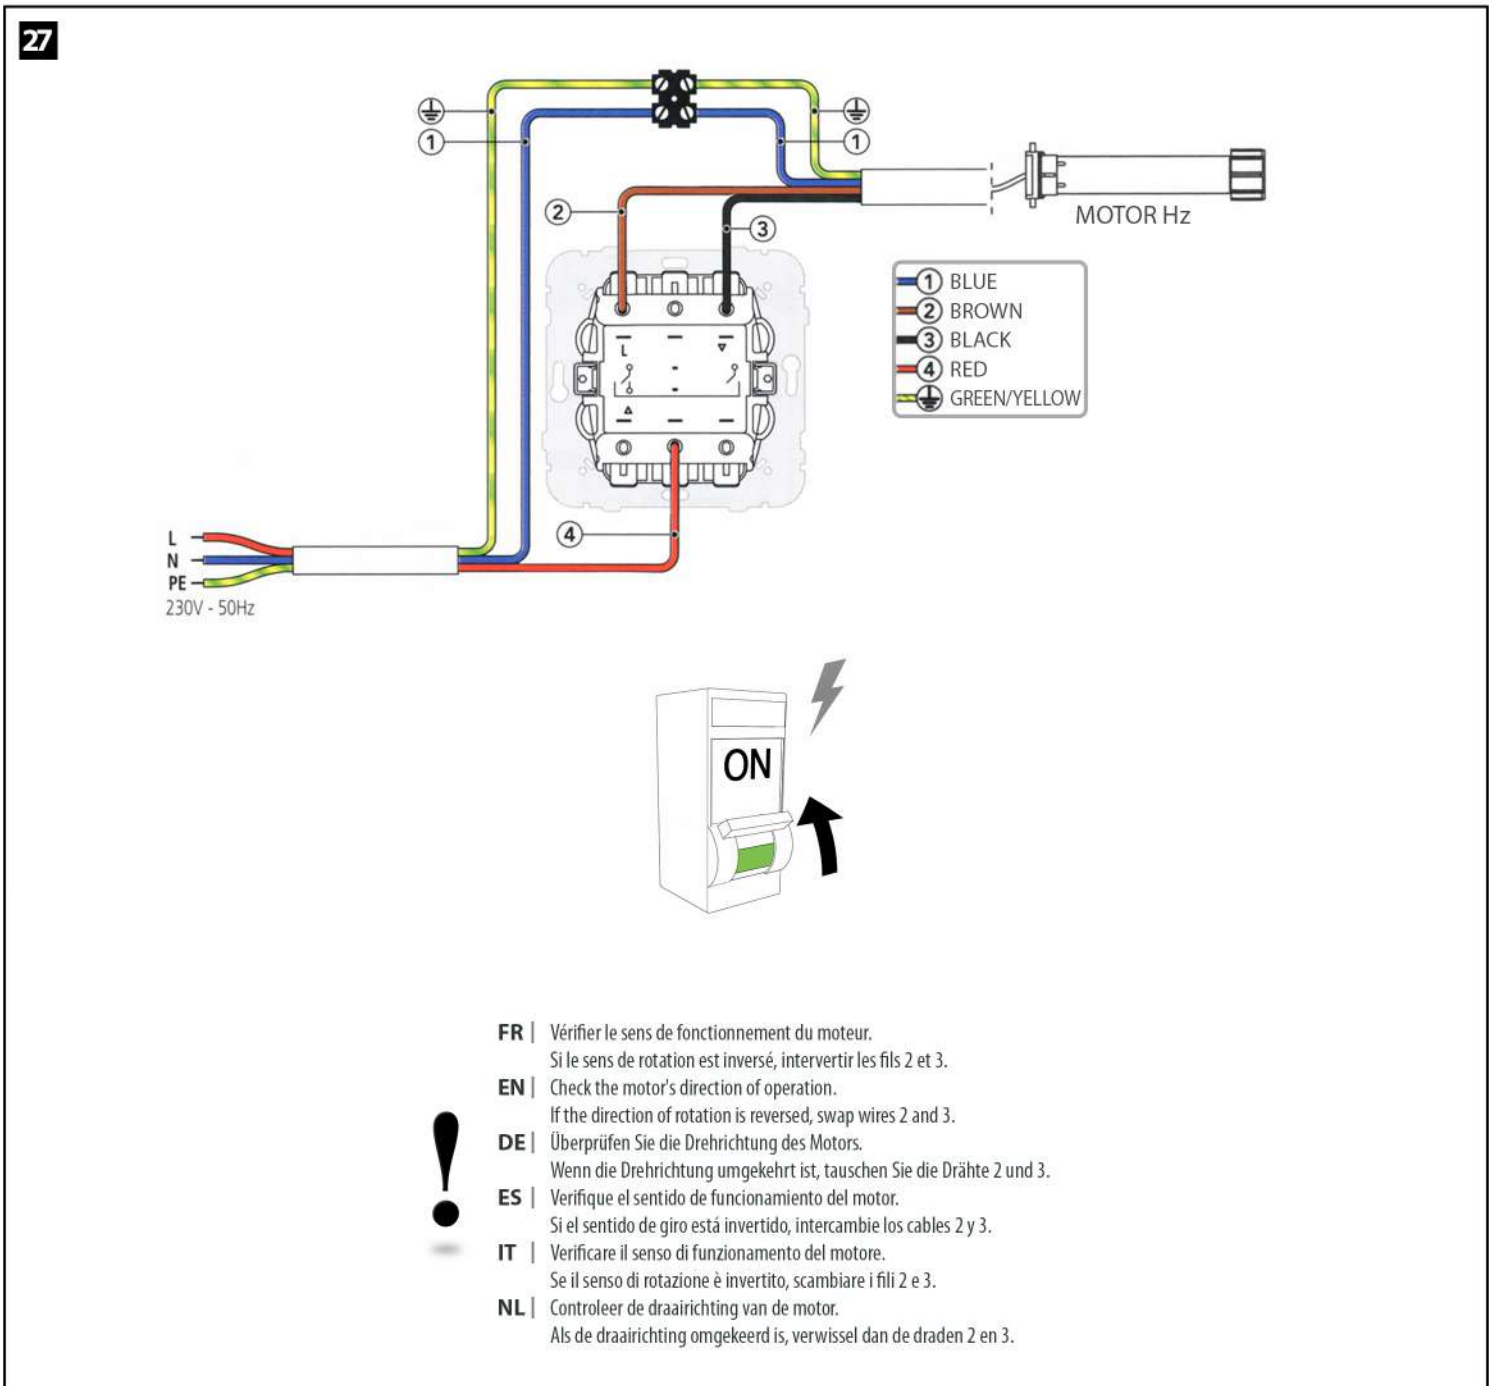 27
1
1
2
3
MOTOR Hz
1 BLUE
2 BROWN
3 BLACK
4 RED
GREEN/YELLOW
L
4
L
N
PE
230V - 50Hz
ON
FR | Vérifier le sens de fonctionnement du moteur.
Si le sens de rotation est inversé, intervertir les fils 2 et 3.
EN | Check the motor's direction of operation.
If the direction of rotation is reversed, swap wires 2 and 3.
DE | Überprüfen Sie die Drehrichtung des Motors.
Wenn die Drehrichtung umgekehrt ist, tauschen Sie die Drähte 2 und 3.
ES | Verifique el sentido de funcionamiento del motor.
Si el sentido de giro está invertido, intercambie los cables 2 y 3.
! IT | Verificare il senso di funzionamento del motore.
Se il senso di rotazione è invertito, scambiare i fili 2 e 3.
NL | Controleer de draairichting van de motor.
Als de draairichting omgekeerd is, verwissel dan de draden 2 en 3.